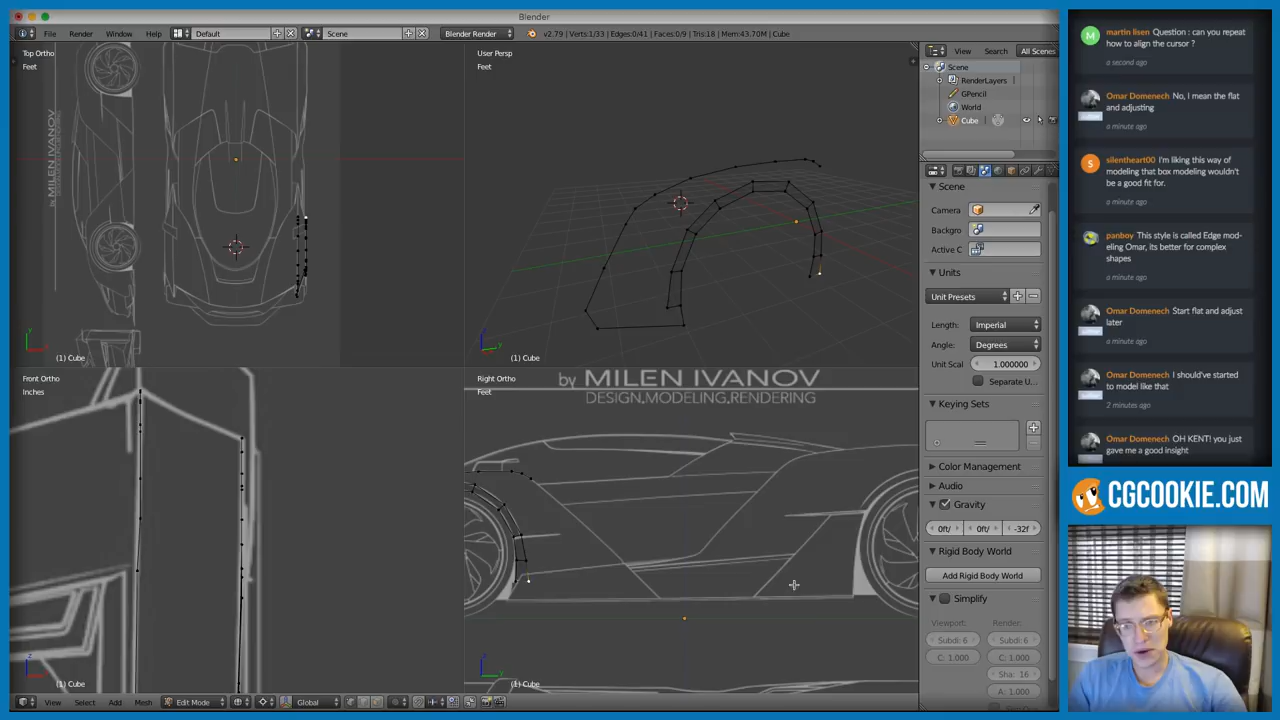 Blender
File
Render
Window
Help
Default
Scene
Blender Render
v2.79 | Verts:1/33 | Edges:0/41 | Faces:0/9 | Tris:18 | Mem:43.70M | Cube
Top Ortho
Feet
MILEN IVANOV
DESIGN,MODELING,RENDERING
(1) Cube
User Persp
Feet
(1) Cube
Front Ortho
Inches
(1) Cube
Right Ortho
Feet
by MILEN IVANOV
DESIGN,MODELING,RENDERING
(1) Cube
View
Select
Add
Mesh
Edit Mode
Global
View
Search
All Scenes
Scene
RenderLayers
GPencil
World
Cube
Scene
Camera
Backgro
Active C
Units
Unit Presets
Length:
Imperial
Angle:
Degrees
Unit Scal
1.000000
Separate U...
Keying Sets
Color Management
Audio
Gravity
0ft/
0ft/
-32f
Rigid Body World
Add Rigid Body World
Simplify
Viewport:
Render:
Subdi: 6
Subdi: 6
C: 1.000
C: 1.000
Sha: 16
A: 1.000
M
martin lisen Question : can you repeat
how to align the cursor ?
a second ago
Omar Domenech No, I mean the flat
and adjusting
a minute ago
S
silentheart00 I'm liking this way of
modeling that box modeling wouldn't
be a good fit for.
a minute ago
panboy This style is called Edge mod-
eling Omar, its better for complex
shapes
a minute ago
Omar Domenech Start flat and adjust
later
a minute ago
Omar Domenech I should've started
to model like that
2 minutes ago
Omar Domenech OH KENT! you just
gave me a good insight
CGCOOKIE.COM